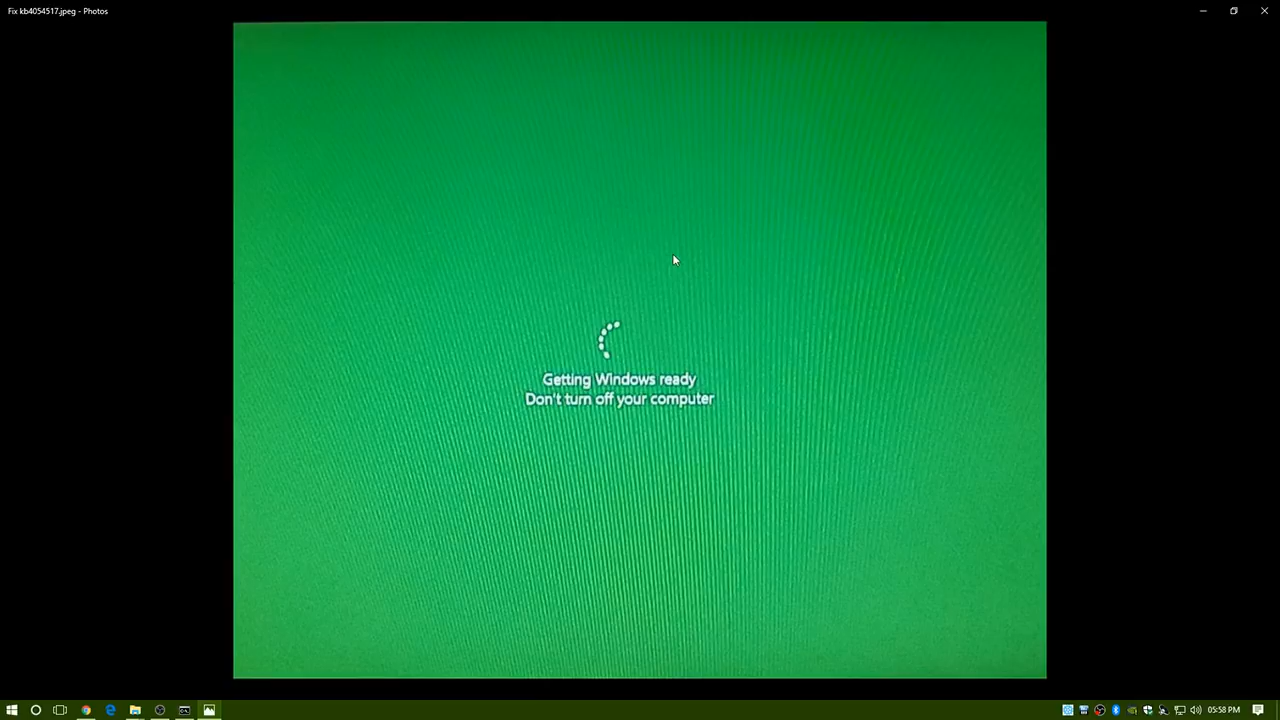 Fix kb4054517.jpeg - Photos
Getting Windows ready
Don't turn off your computer
05:58 PM